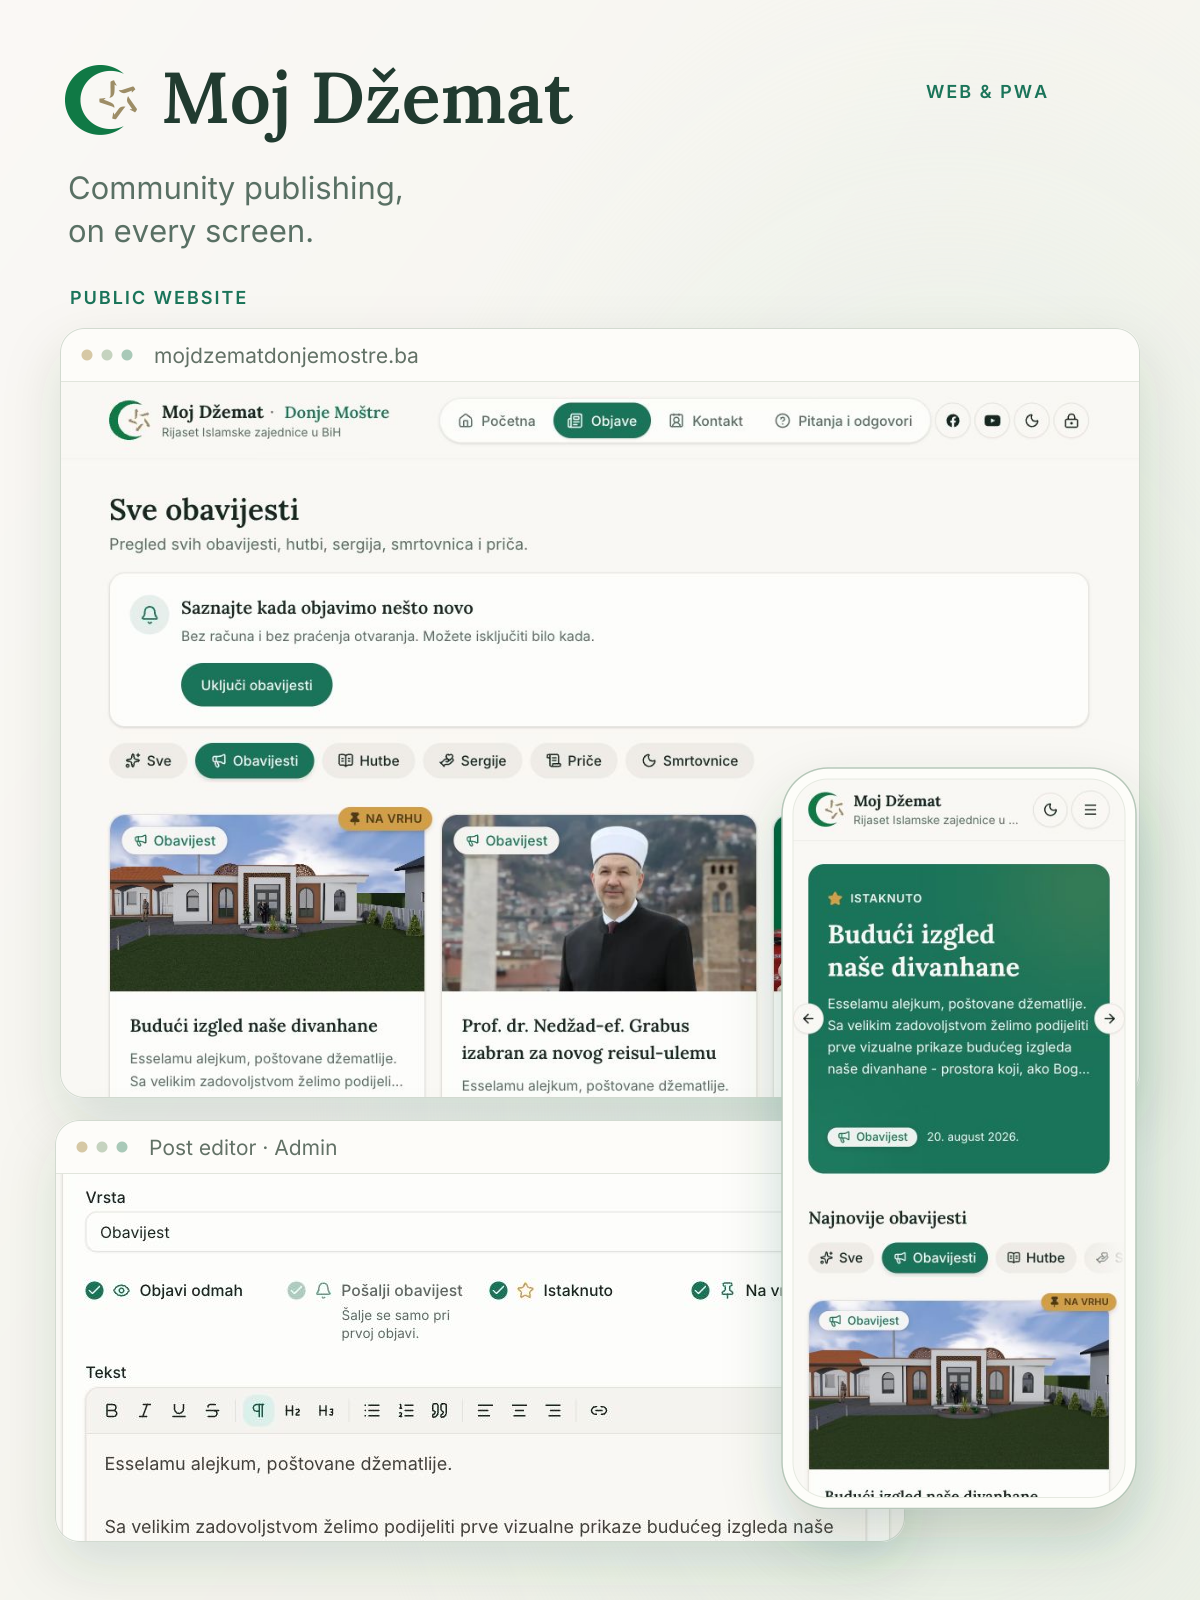 Moj Džemat
WEB & PWA
Community publishing,
on every screen.
PUBLIC WEBSITE
mojdzematdonjemostre.ba
Moj Džemat · Donje Moštre
Rijaset Islamske zajednice u BiH
Početna
Objave
Kontakt
Pitanja i odgovori
Sve obavijesti
Pregled svih obavijesti, hutbi, sergija, smrtovnica i priča.
Saznajte kada objavimo nešto novo
Bez računa i bez praćenja otvaranja. Možete isključiti bilo kada.
Uključi obavijesti
Sve
Obavijesti
Hutbe
Sergije
Priče
Smrtovnice
NA VRHU
Obavijest
Budući izgled naše divanhane
Esselamu alejkum, poštovane džematlije.
Sa velikim zadovoljstvom želimo podijeli...
Obavijest
Prof. dr. Nedžad-ef. Grabus
izabran za novog reisul-ulemu
Esselamu alejkum, poštovane džematlije.
Post editor · Admin
Vrsta
Obavijest
Objavi odmah
Pošalji obavijest
Šalje se samo pri
prvoj objavi.
Istaknuto
Na
Tekst
B I U S ¶ H2 H3
Esselamu alejkum, poštovane džematlije.
Sa velikim zadovoljstvom želimo podijeliti prve vizualne prikaze budućeg izgleda naše
Moj Džemat
Rijaset Islamske zajednice u ...
ISTAKNUTO
Budući izgled
naše divanhane
Esselamu alejkum, poštovane džematlije.
Sa velikim zadovoljstvom želimo podijeliti
prve vizualne prikaze budućeg izgleda
naše divanhane - prostora koji, ako Bog...
Obavijest
20. august 2026.
Najnovije obavijesti
Sve
Obavijesti
Hutbe
S
NA VRHU
Obavijest
Budući izgled naše divanhane